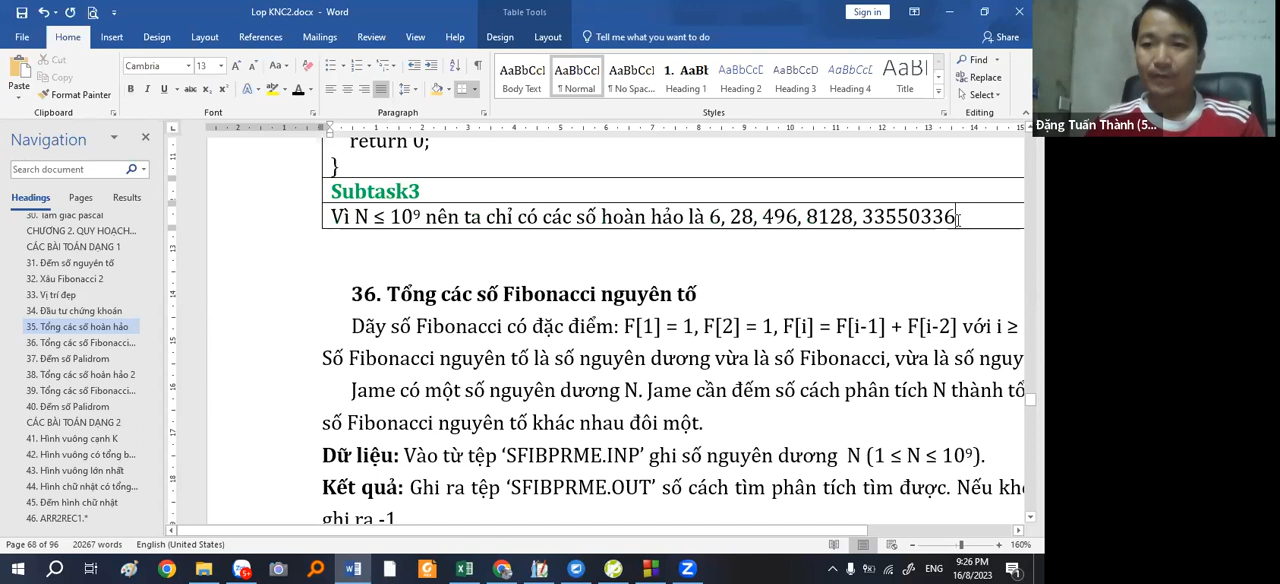 Lop KNC2.docx - Word
Table Tools
Sign in
File
Home
Insert
Design
Layout
References
Mailings
Review
View
Help
Design
Layout
Tell me what you want to do
Share
Paste
Cut
Copy
Format Painter
Cambria
13
AaBbCcl
AaBbCcl
AaBbCcl
1. AaBb
AaBbCcD
AaBbCcD
AaBbCcD
AaBl
Body Text
¶ Normal
¶ No Spac...
Heading 1
Heading 2
Heading 3
Heading 4
Title
Find
Replace
Select
Clipboard
Font
Paragraph
Styles
Editing
Đặng Tuấn Thành (5...
Navigation
Search document
Headings
Pages
Results
30. Tam giác pascal
CHƯƠNG 2. QUY HOẠCH...
CÁC BÀI TOÁN DẠNG 1
31. Đếm số nguyên tố
32. Xâu Fibonacci 2
33. Vị trí đẹp
34. Đầu tư chứng khoán
35. Tổng các số hoàn hảo
36. Tổng các số Fibonacci...
37. Đếm số Palidrom
38. Tổng các số hoàn hảo 2
39. Tổng các số Fibonacci...
40. Đếm số Palidrom
CÁC BÀI TOÁN DẠNG 2
41. Hình vuông cạnh K
42. Hình vuông có tổng b...
43. Hình vuông lớn nhất
44. Hình chữ nhật có tổng...
45. Đếm hình chữ nhật
46. ARR2REC1.*
return 0;
}
Subtask3
Vì N ≤ 10⁹ nên ta chỉ có các số hoàn hảo là 6, 28, 496, 8128, 33550336
36. Tổng các số Fibonacci nguyên tố
Dãy số Fibonacci có đặc điểm: F[1] = 1, F[2] = 1, F[i] = F[i-1] + F[i-2] với i ≥
Số Fibonacci nguyên tố là số nguyên dương vừa là số Fibonacci, vừa là số nguy
Jame có một số nguyên dương N. Jame cần đếm số cách phân tích N thành tổ
số Fibonacci nguyên tố khác nhau đôi một.
Dữ liệu: Vào từ tệp ‘SFIBPRME.INP’ ghi số nguyên dương N (1 ≤ N ≤ 10⁹).
Kết quả: Ghi ra tệp ‘SFIBPRME.OUT’ số cách tìm phân tích tìm được. Nếu khô
ghi ra -1
Page 68 of 96
20267 words
English (United States)
160%
ENG
9:26 PM
16/8/2023